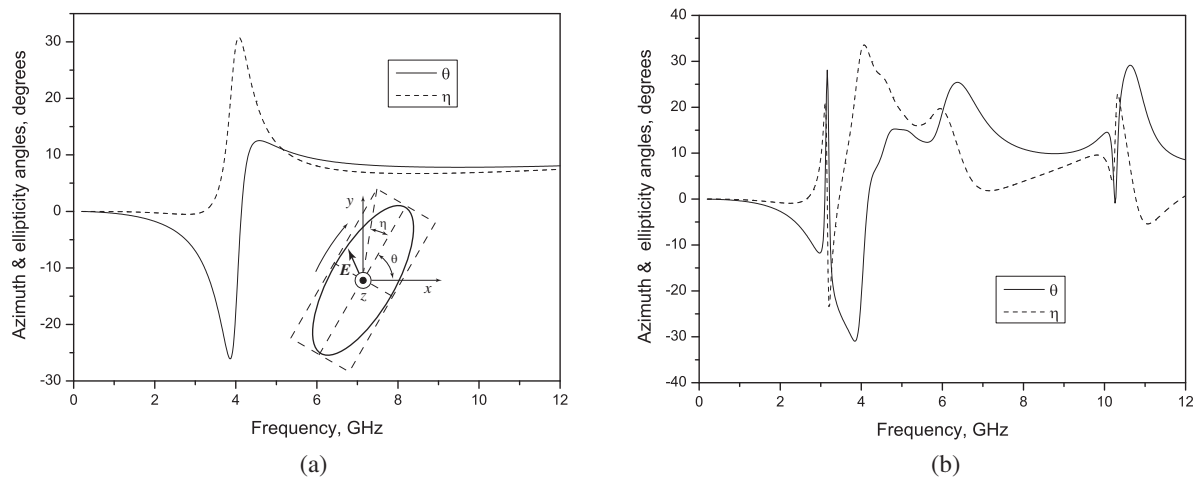 Azimuth & ellipticity angles, degrees
30
20
10
0
-10
-20
-30
0 2 4 6 8 10 12
Frequency, GHz
θ
η
y
η
θ
E
z
x
(a)
Azimuth & ellipticity angles, degrees
40
30
20
10
0
-10
-20
-30
-40
0 2 4 6 8 10 12
Frequency, GHz
θ
η
(b)